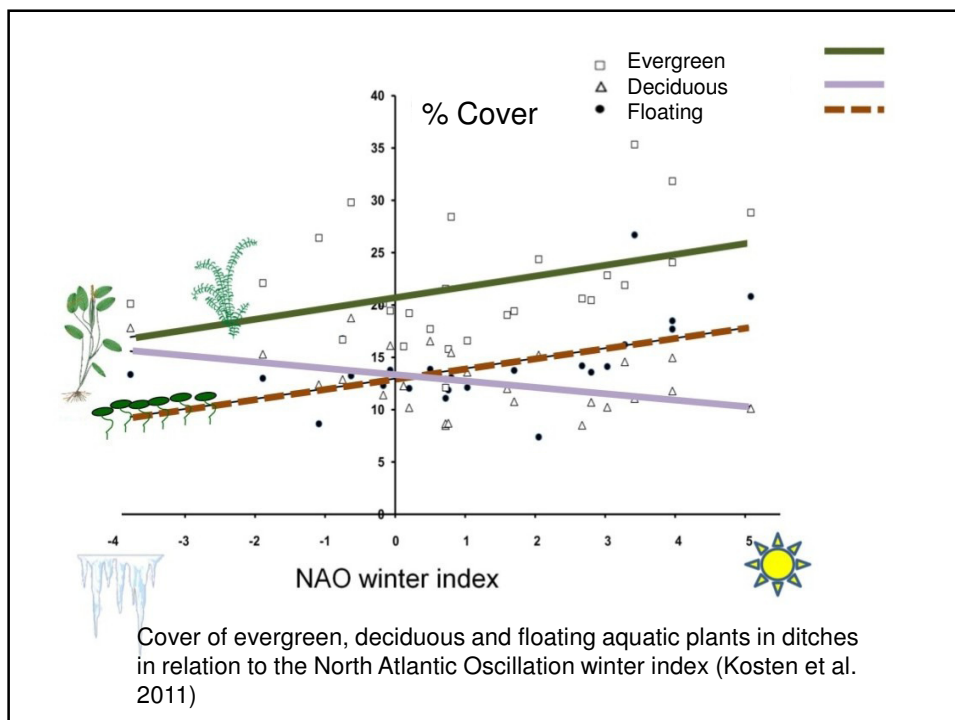 Evergreen
Deciduous
Floating
% Cover
40
35
30
25
20
15
10
5
0
-4 -3 -2 -1 0 1 2 3 4 5
NAO winter index
Cover of evergreen, deciduous and floating aquatic plants in ditches
in relation to the North Atlantic Oscillation winter index (Kosten et al.
2011)